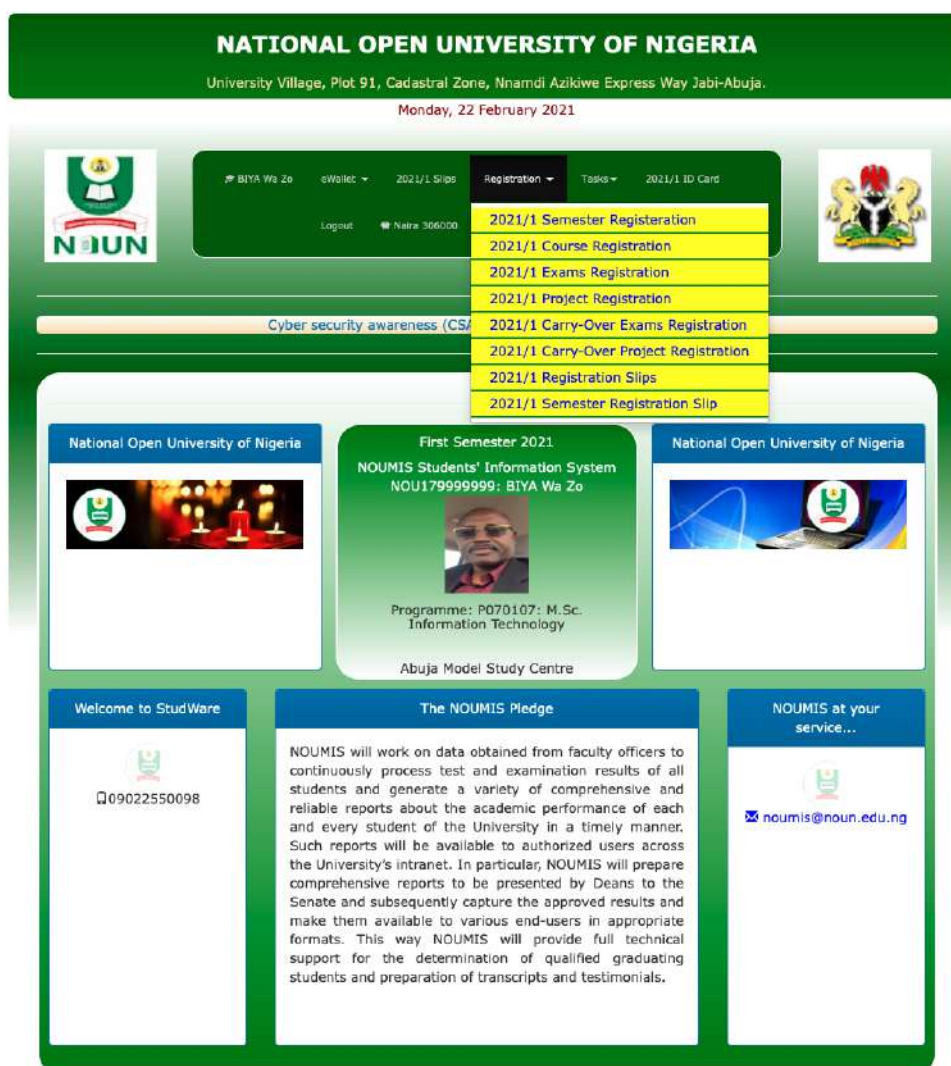 NATIONAL OPEN UNIVERSITY OF NIGERIA
University Village, Plot 91, Cadastral Zone, Nnamdi Azikiwe Express Way Jabi-Abuja.
Monday, 22 February 2021
NOUN
BIYA Wa Zo
eWallet
2021/1 Slips
Registration
Tasks
2021/1 ID Card
Logout
Naira 306000
2021/1 Semester Registeration
2021/1 Course Registration
2021/1 Exams Registration
2021/1 Project Registration
2021/1 Carry-Over Exams Registration
2021/1 Carry-Over Project Registration
2021/1 Registration Slips
2021/1 Semester Registration Slip
Cyber security awareness (CSA
National Open University of Nigeria
First Semester 2021
NOUMIS Students' Information System
NOU179999999: BIYA Wa Zo
Programme: P070107: M.Sc.
Information Technology
Abuja Model Study Centre
National Open University of Nigeria
Welcome to StudWare
09022550098
The NOUMIS Pledge
NOUMIS will work on data obtained from faculty officers to
continuously process test and examination results of all
students and generate a variety of comprehensive and
reliable reports about the academic performance of each
and every student of the University in a timely manner.
Such reports will be available to authorized users across
the University's intranet. In particular, NOUMIS will prepare
comprehensive reports to be presented by Deans to the
Senate and subsequently capture the approved results and
make them available to various end-users in appropriate
formats. This way NOUMIS will provide full technical
support for the determination of qualified graduating
students and preparation of transcripts and testimonials.
NOUMIS at your
service...
noumis@noun.edu.ng